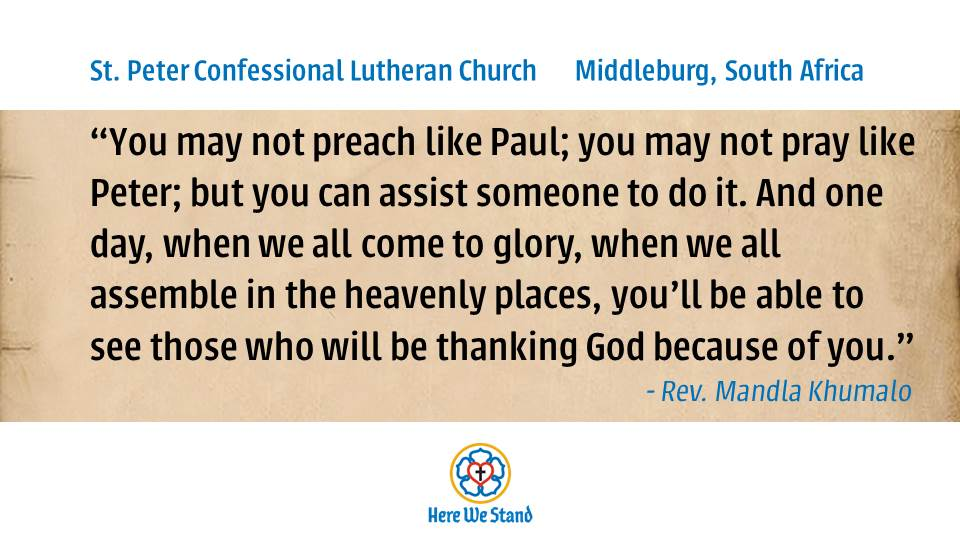 St. Peter Confessional Lutheran Church Middleburg, South Africa
“You may not preach like Paul; you may not pray like
Peter; but you can assist someone to do it. And one
day, when we all come to glory, when we all
assemble in the heavenly places, you’ll be able to
see those who will be thanking God because of you.”
- Rev. Mandla Khumalo
Here We Stand